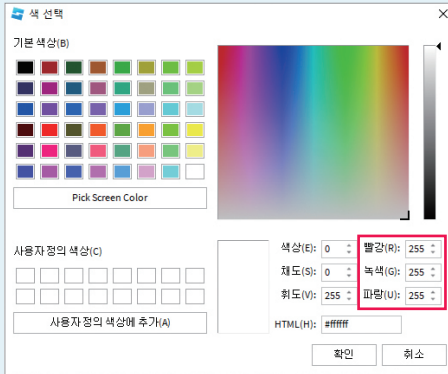 색 선택
기본 색상(B)
Pick Screen Color
사용자 정의 색상(C)
사용자 정의 색상에 추가(A)
색상(E): 0 빨강(R): 255
채도(S): 0 녹색(G): 255
휘도(V): 255 파랑(U): 255
HTML(H): #ffffff
확인 취소